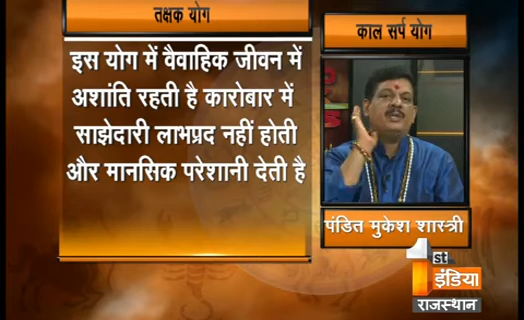 तक्षक योग
इस योग में वैवाहिक जीवन में
अशांति रहती है कारोबार में
साझेदारी लाभप्रद नहीं होती
और मानसिक परेशानी देती है
काल सर्प योग
पंडित मुकेश शास्त्री
1st
इंडिया
राजस्थान